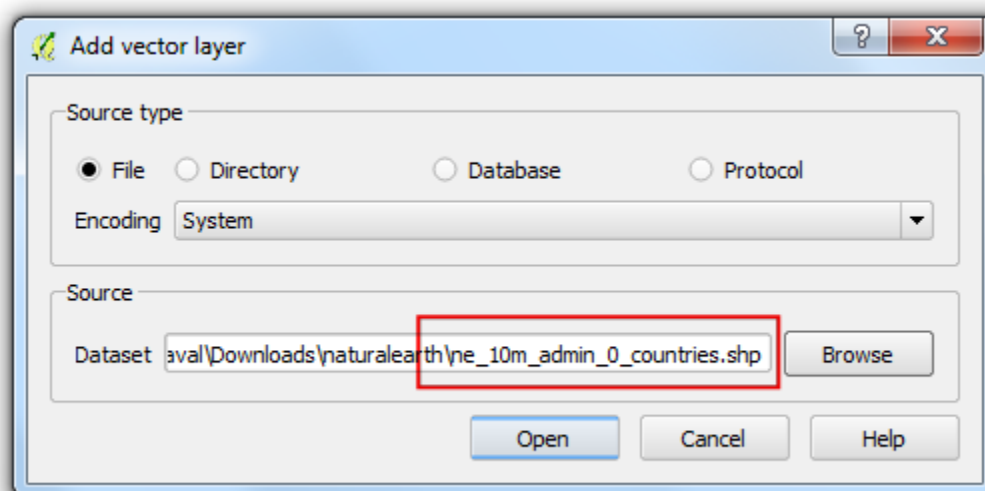 Add vector layer
Source type
File Directory Database Protocol
Encoding System
Source
Dataset aval\Downloads\naturalearth\ne_10m_admin_0_countries.shp Browse
Open Cancel Help